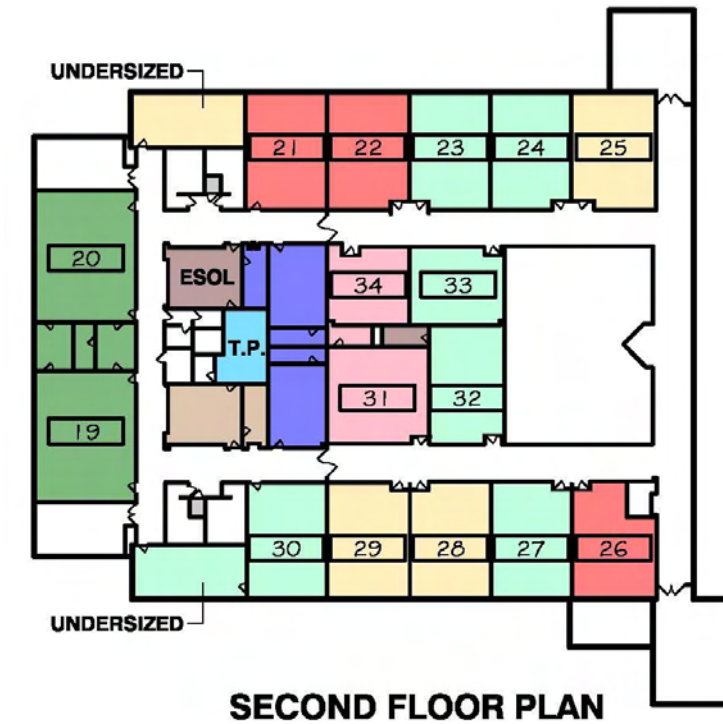 UNDERSIZED
21 22 23 24 25
20
ESOL
34 33
T.P.
31 32
19
30 29 28 27 26
UNDERSIZED
SECOND FLOOR PLAN